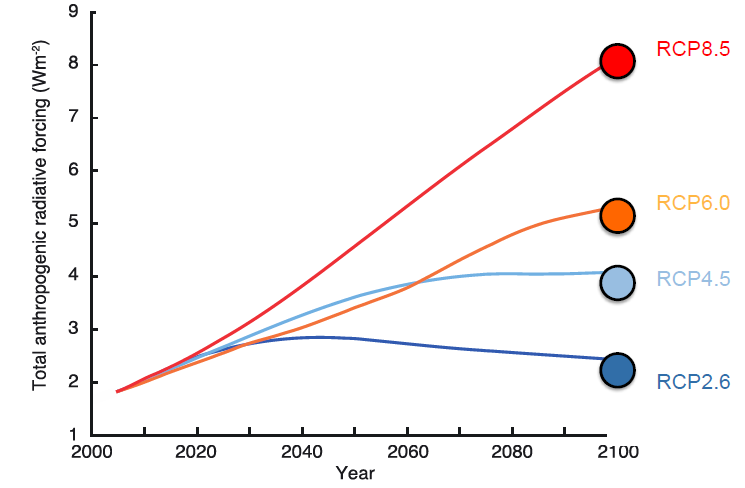 Total anthropogenic radiative forcing (Wm-2)
9
8
7
6
5
4
3
2
1
2000 2020 2040 2060 2080 2100
Year
RCP8.5
RCP6.0
RCP4.5
RCP2.6